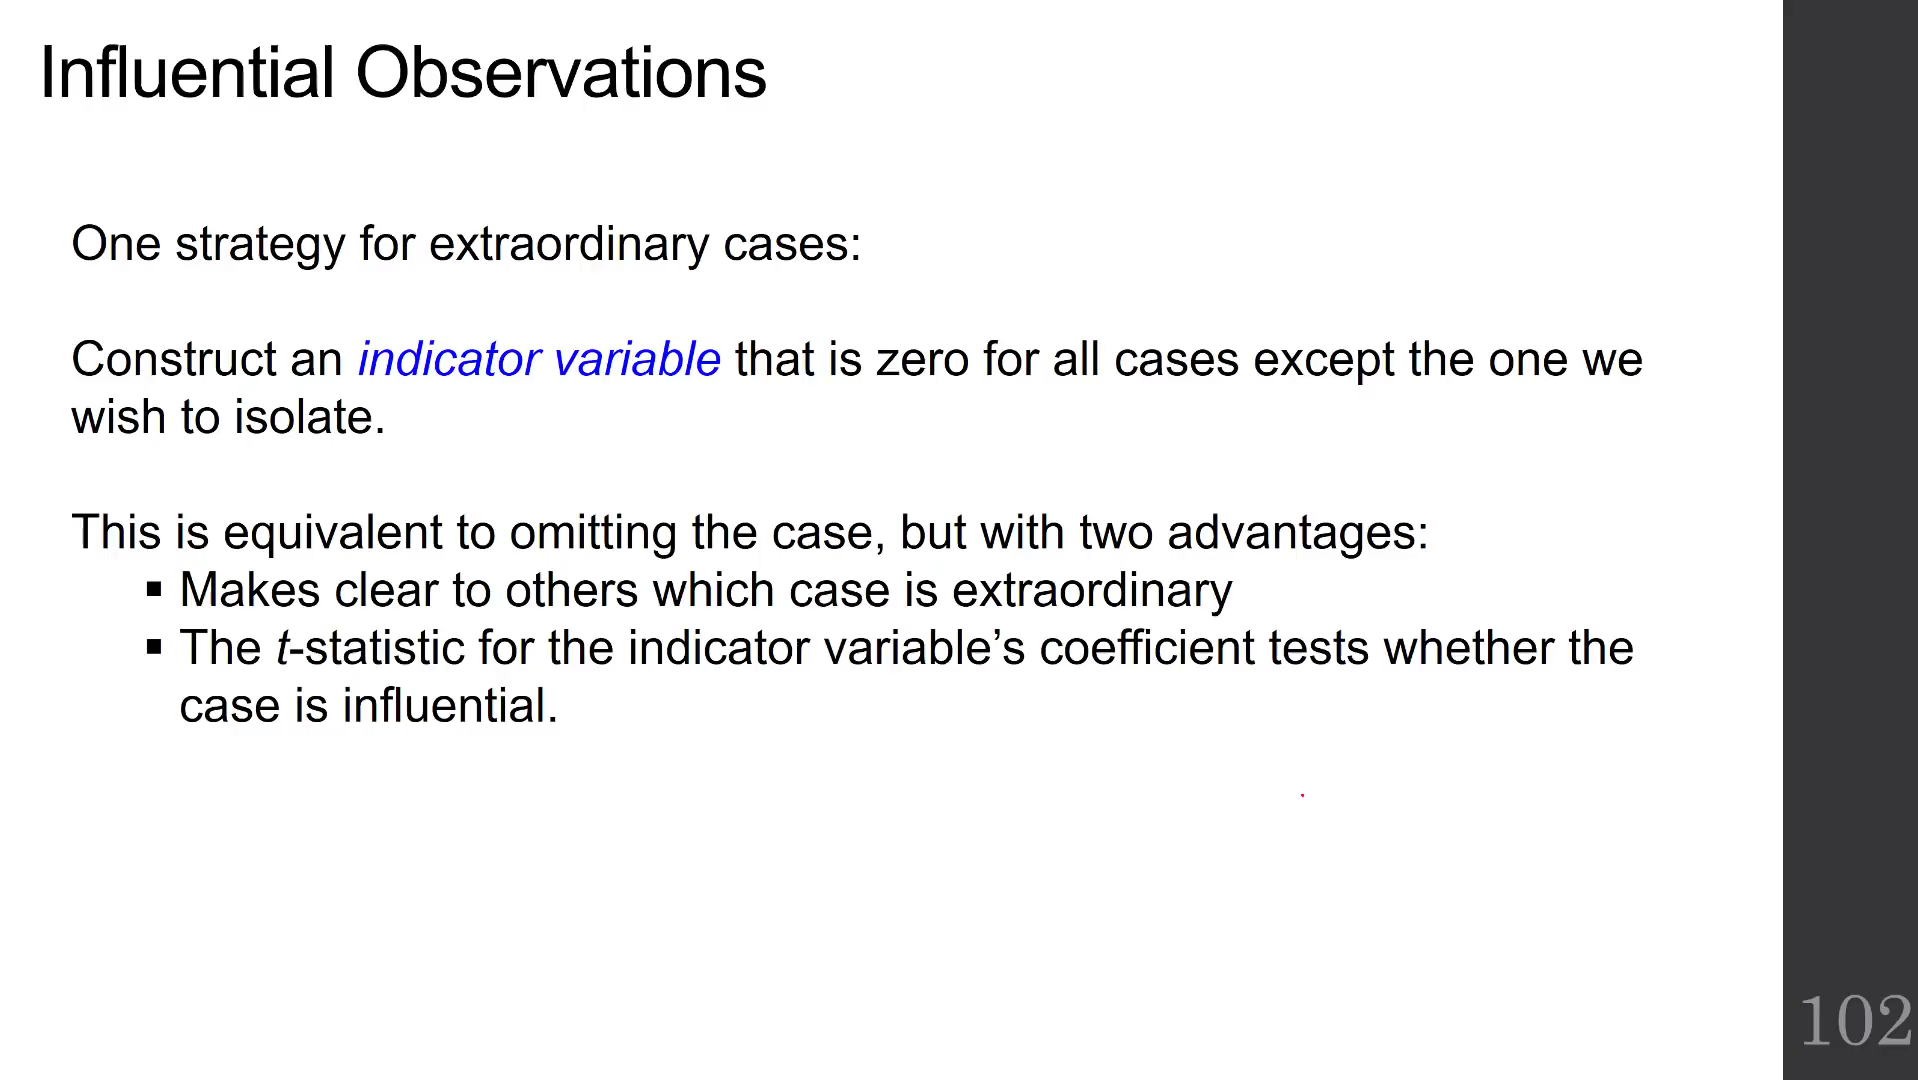 Influential Observations
One strategy for extraordinary cases:
Construct an indicator variable that is zero for all cases except the one we
wish to isolate.
This is equivalent to omitting the case, but with two advantages:
▪ Makes clear to others which case is extraordinary
▪ The t-statistic for the indicator variable’s coefficient tests whether the
case is influential.
102